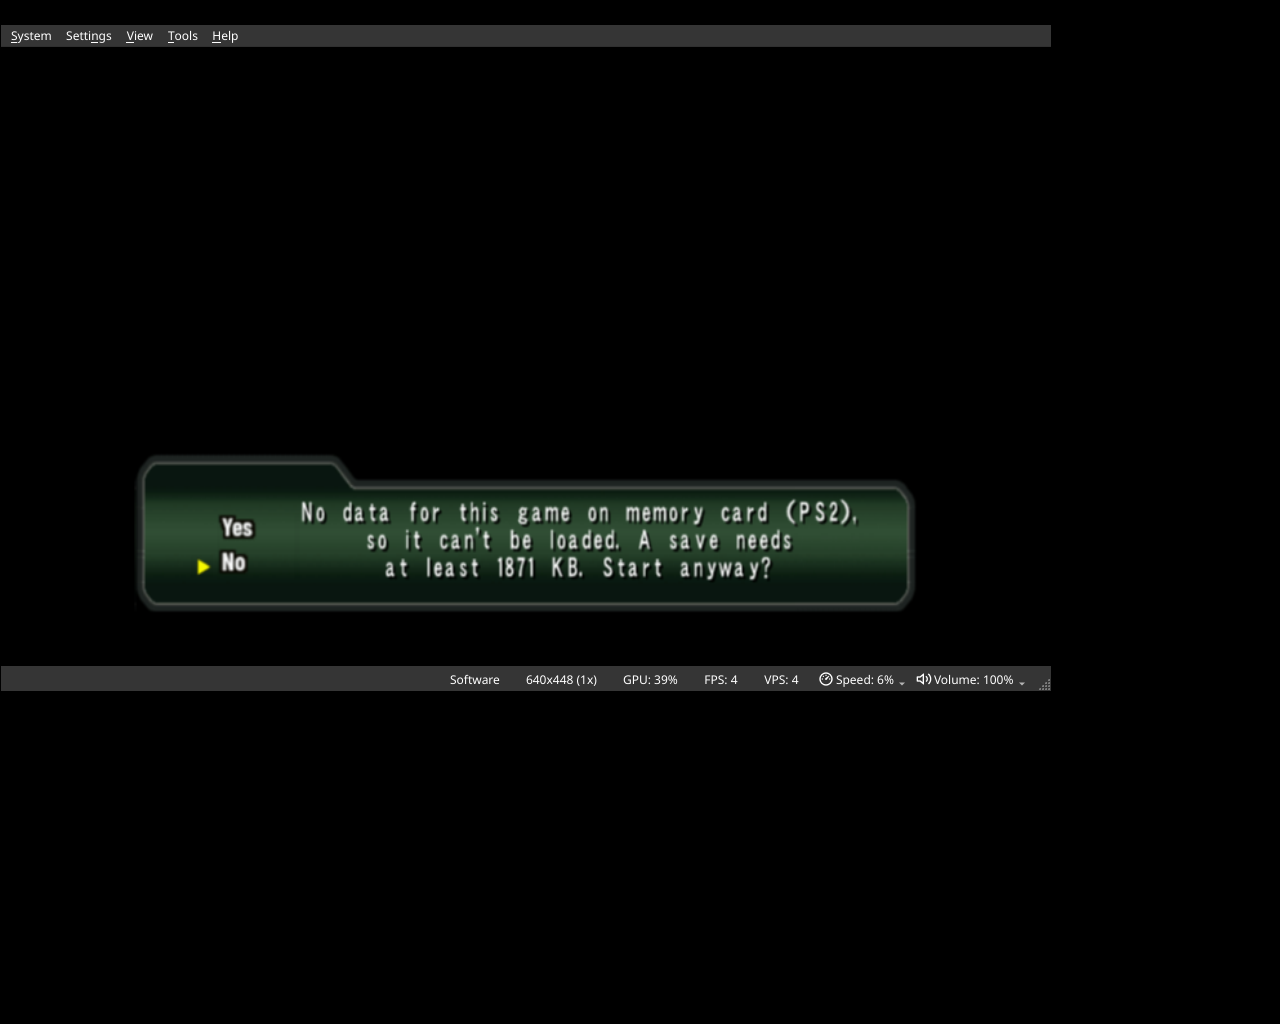 System Settings View Tools Help
Yes
No
No data for this game on memory card (PS2),
so it can't be loaded. A save needs
at least 1871 KB. Start anyway?
Software 640x448 (1x) GPU: 39% FPS: 4 VPS: 4 Speed: 6% Volume: 100%